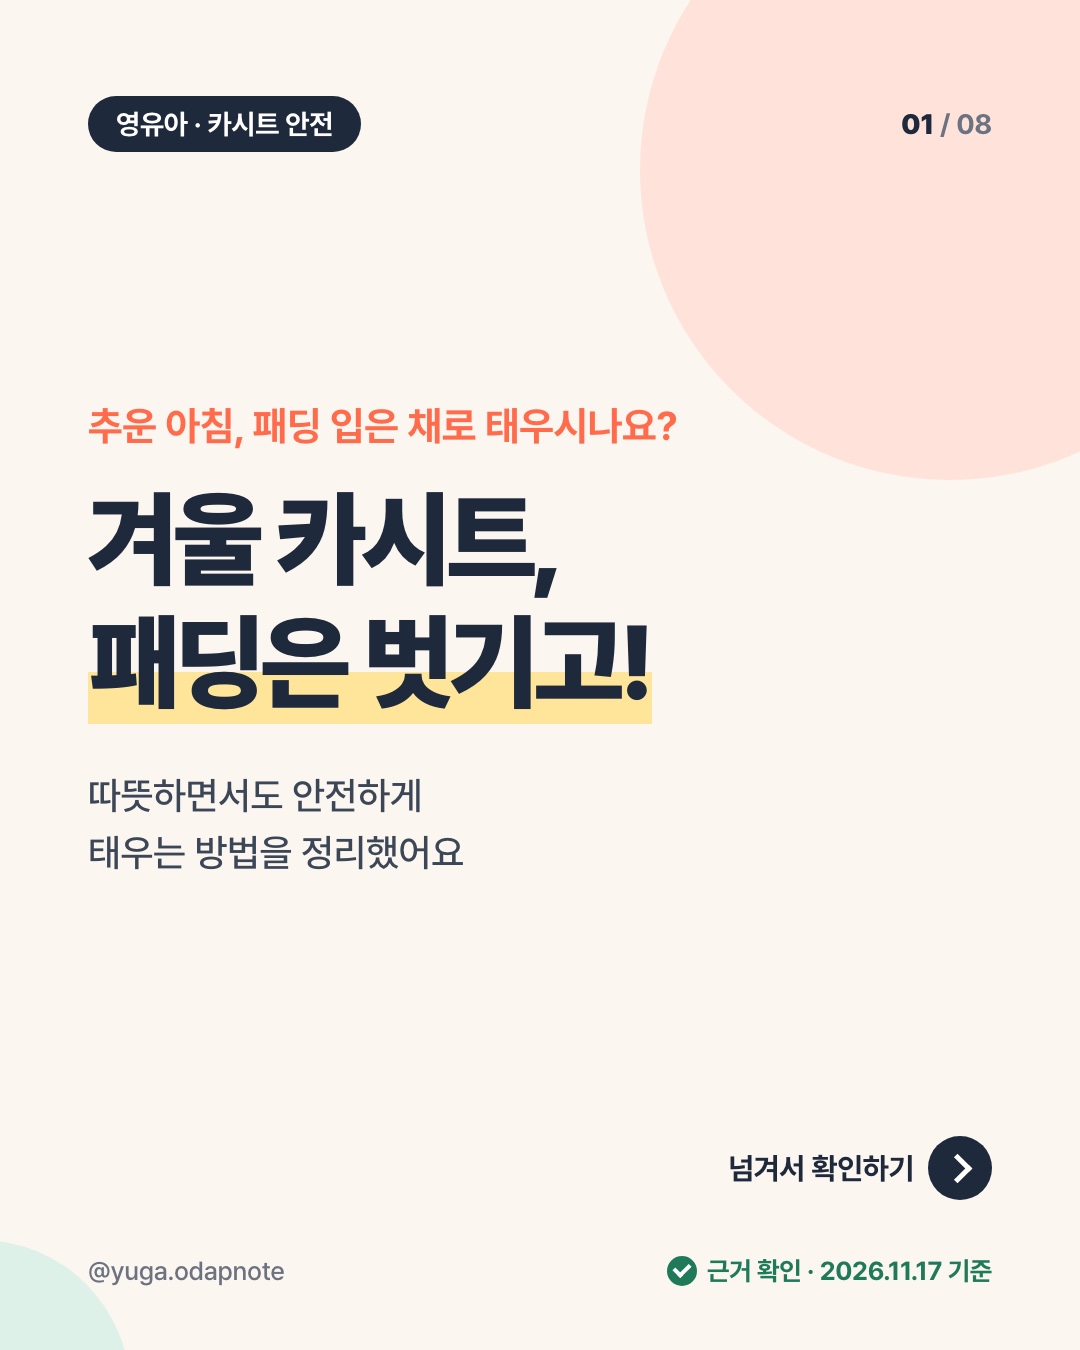 영유아 · 카시트 안전
01 / 08
추운 아침, 패딩 입은 채로 태우시나요?
겨울 카시트,
패딩은 벗기고!
따뜻하면서도 안전하게
태우는 방법을 정리했어요
넘겨서 확인하기
@yuga.odapnote
근거 확인 · 2026.11.17 기준